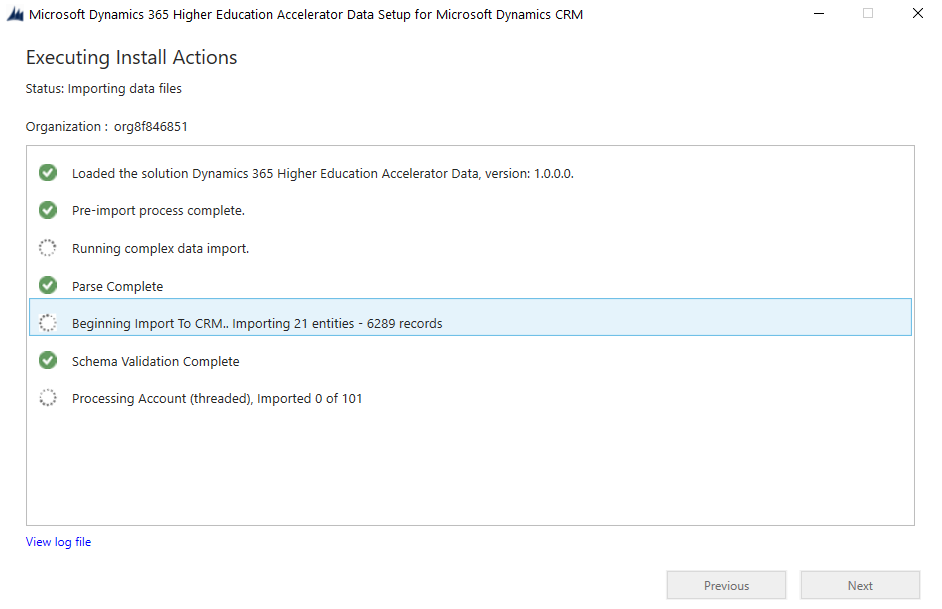 Microsoft Dynamics 365 Higher Education Accelerator Data Setup for Microsoft Dynamics CRM
Executing Install Actions
Status: Importing data files
Organization : org8f846851
Loaded the solution Dynamics 365 Higher Education Accelerator Data, version: 1.0.0.0.
Pre-import process complete.
Running complex data import.
Parse Complete
Beginning Import To CRM.. Importing 21 entities - 6289 records
Schema Validation Complete
Processing Account (threaded), Imported 0 of 101
View log file
Previous
Next